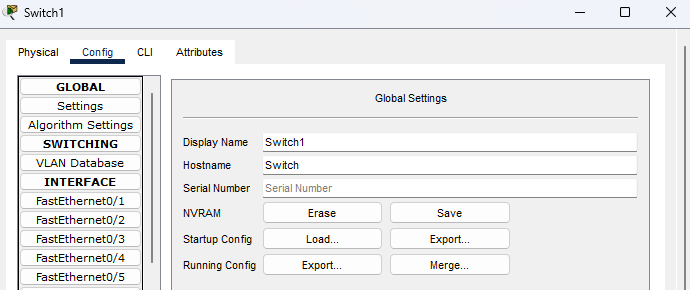 Switch1
Physical Config CLI Attributes
GLOBAL
Settings
Algorithm Settings
SWITCHING
VLAN Database
INTERFACE
FastEthernet0/1
FastEthernet0/2
FastEthernet0/3
FastEthernet0/4
FastEthernet0/5
Global Settings
Display Name Switch1
Hostname Switch
Serial Number Serial Number
NVRAM Erase Save
Startup Config Load... Export...
Running Config Export... Merge...